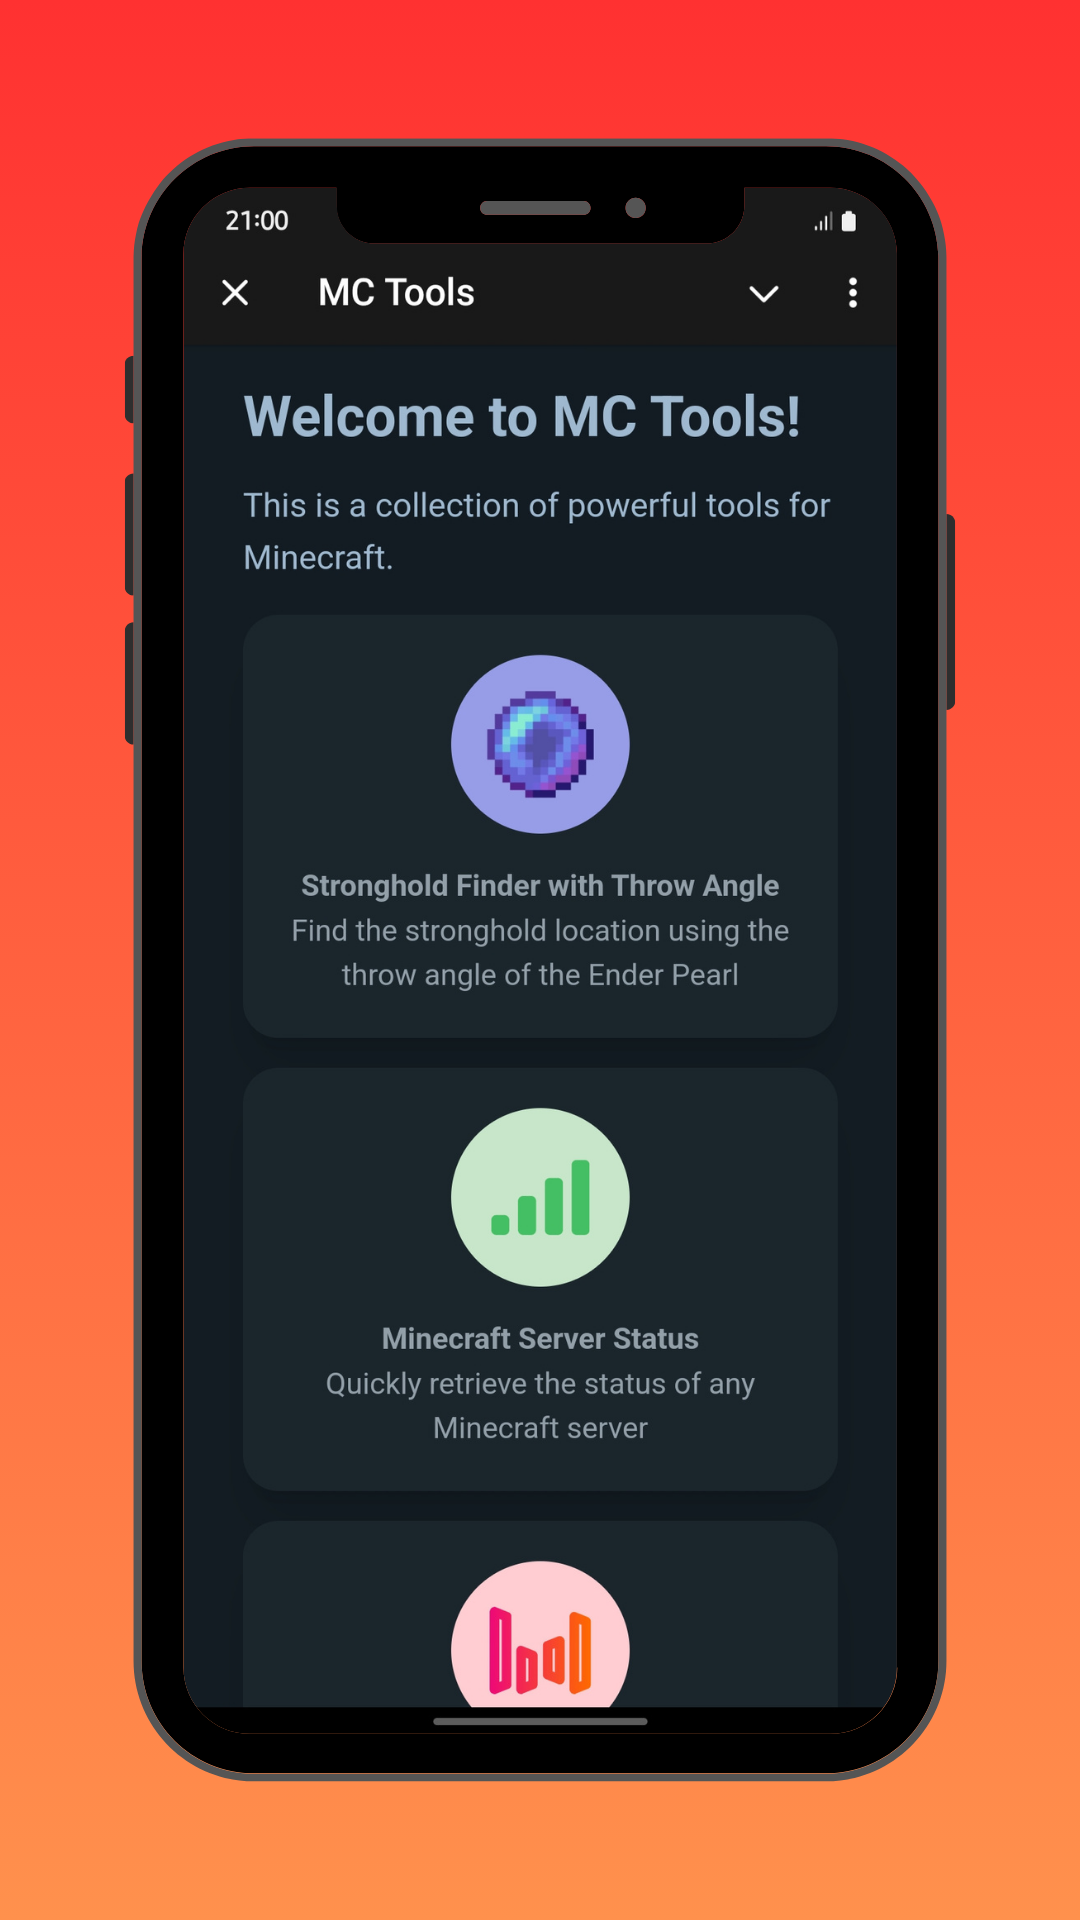 21:00
MC Tools
Welcome to MC Tools!
This is a collection of powerful tools for
Minecraft.
Stronghold Finder with Throw Angle
Find the stronghold location using the
throw angle of the Ender Pearl
Minecraft Server Status
Quickly retrieve the status of any
Minecraft server